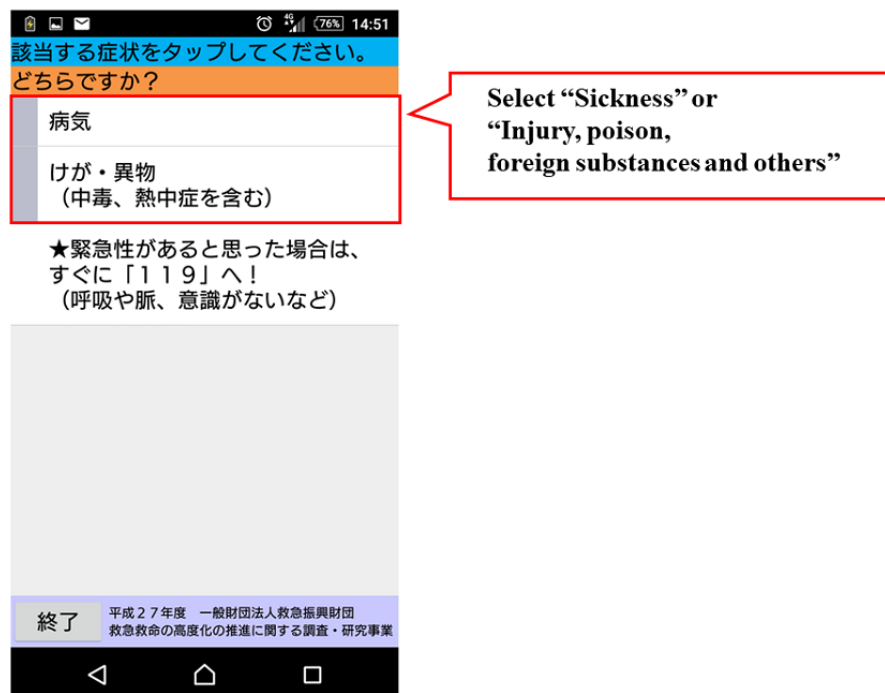 4G
76%
14:51
該当する症状をタップしてください。
どちらですか？
病気
けが・異物
（中毒、熱中症を含む）
★緊急性があると思った場合は、
すぐに「１１９」へ！
（呼吸や脈、意識がないなど）
終了
平成２７年度　一般財団法人救急振興財団
救急救命の高度化の推進に関する調査・研究事業
Select “Sickness” or
“Injury, poison,
foreign substances and others”